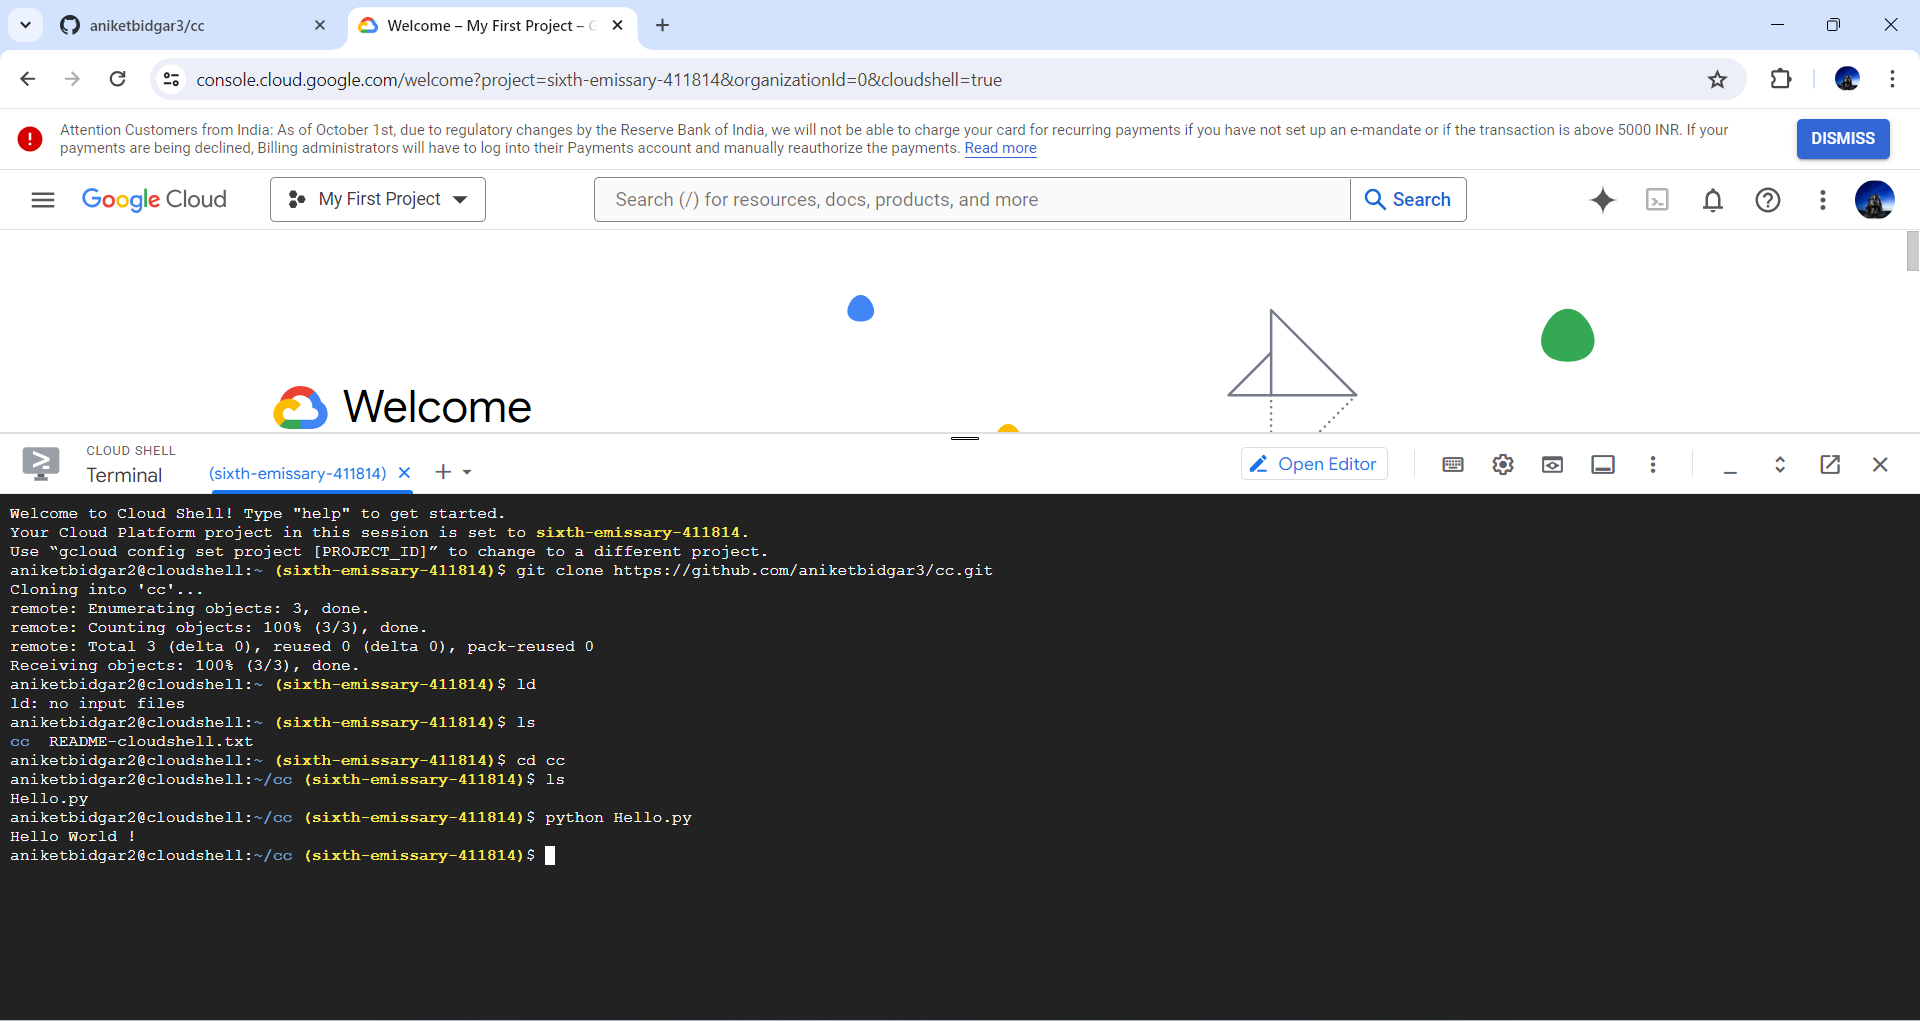 aniketbidgar3/cc
Welcome – My First Project –
console.cloud.google.com/welcome?project=sixth-emissary-411814&organizationId=0&cloudshell=true
Attention Customers from India: As of October 1st, due to regulatory changes by the Reserve Bank of India, we will not be able to charge your card for recurring payments if you have not set up an e-mandate or if the transaction is above 5000 INR. If your
payments are being declined, Billing administrators will have to log into their Payments account and manually reauthorize the payments. Read more
DISMISS
Google Cloud
My First Project
Search (/) for resources, docs, products, and more
Search
Welcome
CLOUD SHELL
Terminal
(sixth-emissary-411814)
Open Editor
Welcome to Cloud Shell! Type "help" to get started.
Your Cloud Platform project in this session is set to sixth-emissary-411814.
Use “gcloud config set project [PROJECT_ID]” to change to a different project.
aniketbidgar2@cloudshell:~ (sixth-emissary-411814)$ git clone https://github.com/aniketbidgar3/cc.git
Cloning into 'cc'...
remote: Enumerating objects: 3, done.
remote: Counting objects: 100% (3/3), done.
remote: Total 3 (delta 0), reused 0 (delta 0), pack-reused 0
Receiving objects: 100% (3/3), done.
aniketbidgar2@cloudshell:~ (sixth-emissary-411814)$ ld
ld: no input files
aniketbidgar2@cloudshell:~ (sixth-emissary-411814)$ ls
cc  README-cloudshell.txt
aniketbidgar2@cloudshell:~ (sixth-emissary-411814)$ cd cc
aniketbidgar2@cloudshell:~/cc (sixth-emissary-411814)$ ls
Hello.py
aniketbidgar2@cloudshell:~/cc (sixth-emissary-411814)$ python Hello.py
Hello World !
aniketbidgar2@cloudshell:~/cc (sixth-emissary-411814)$